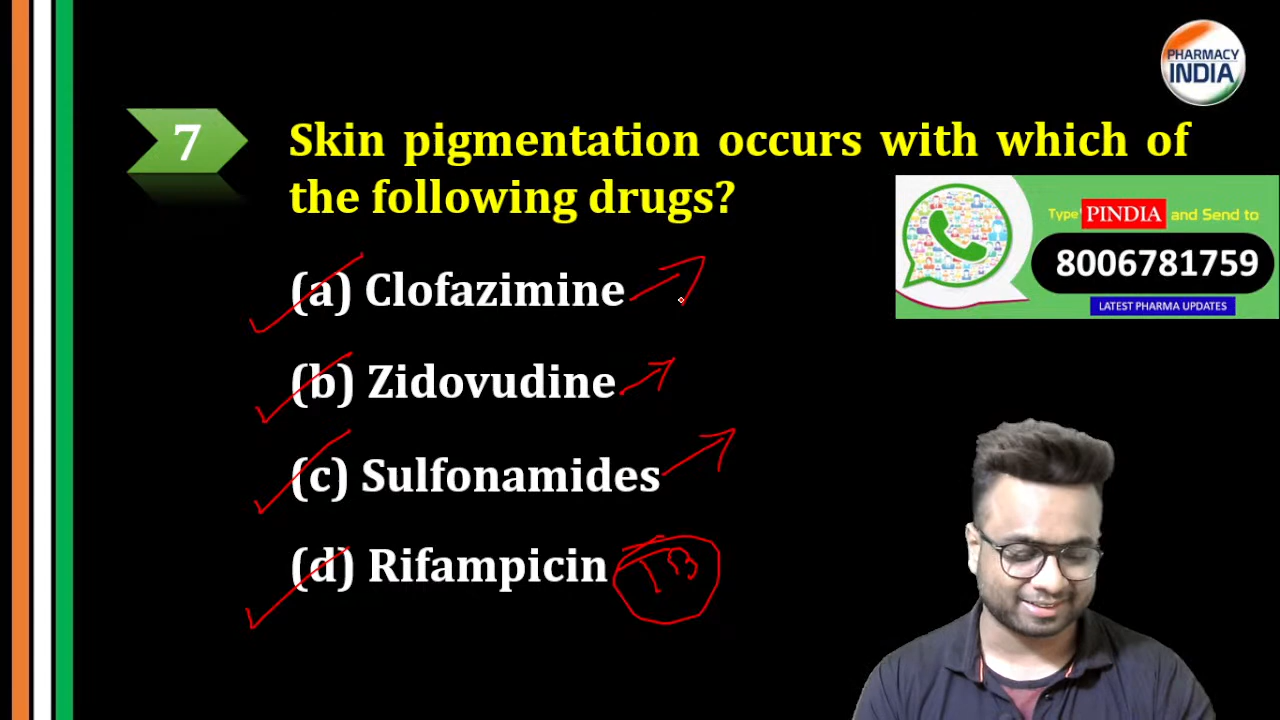 PHARMACY
INDIA
7
Skin pigmentation occurs with which of
the following drugs?
Type PINDIA and Send to
8006781759
LATEST PHARMA UPDATES
(a) Clofazimine
(b) Zidovudine
(c) Sulfonamides
(d) Rifampicin TB